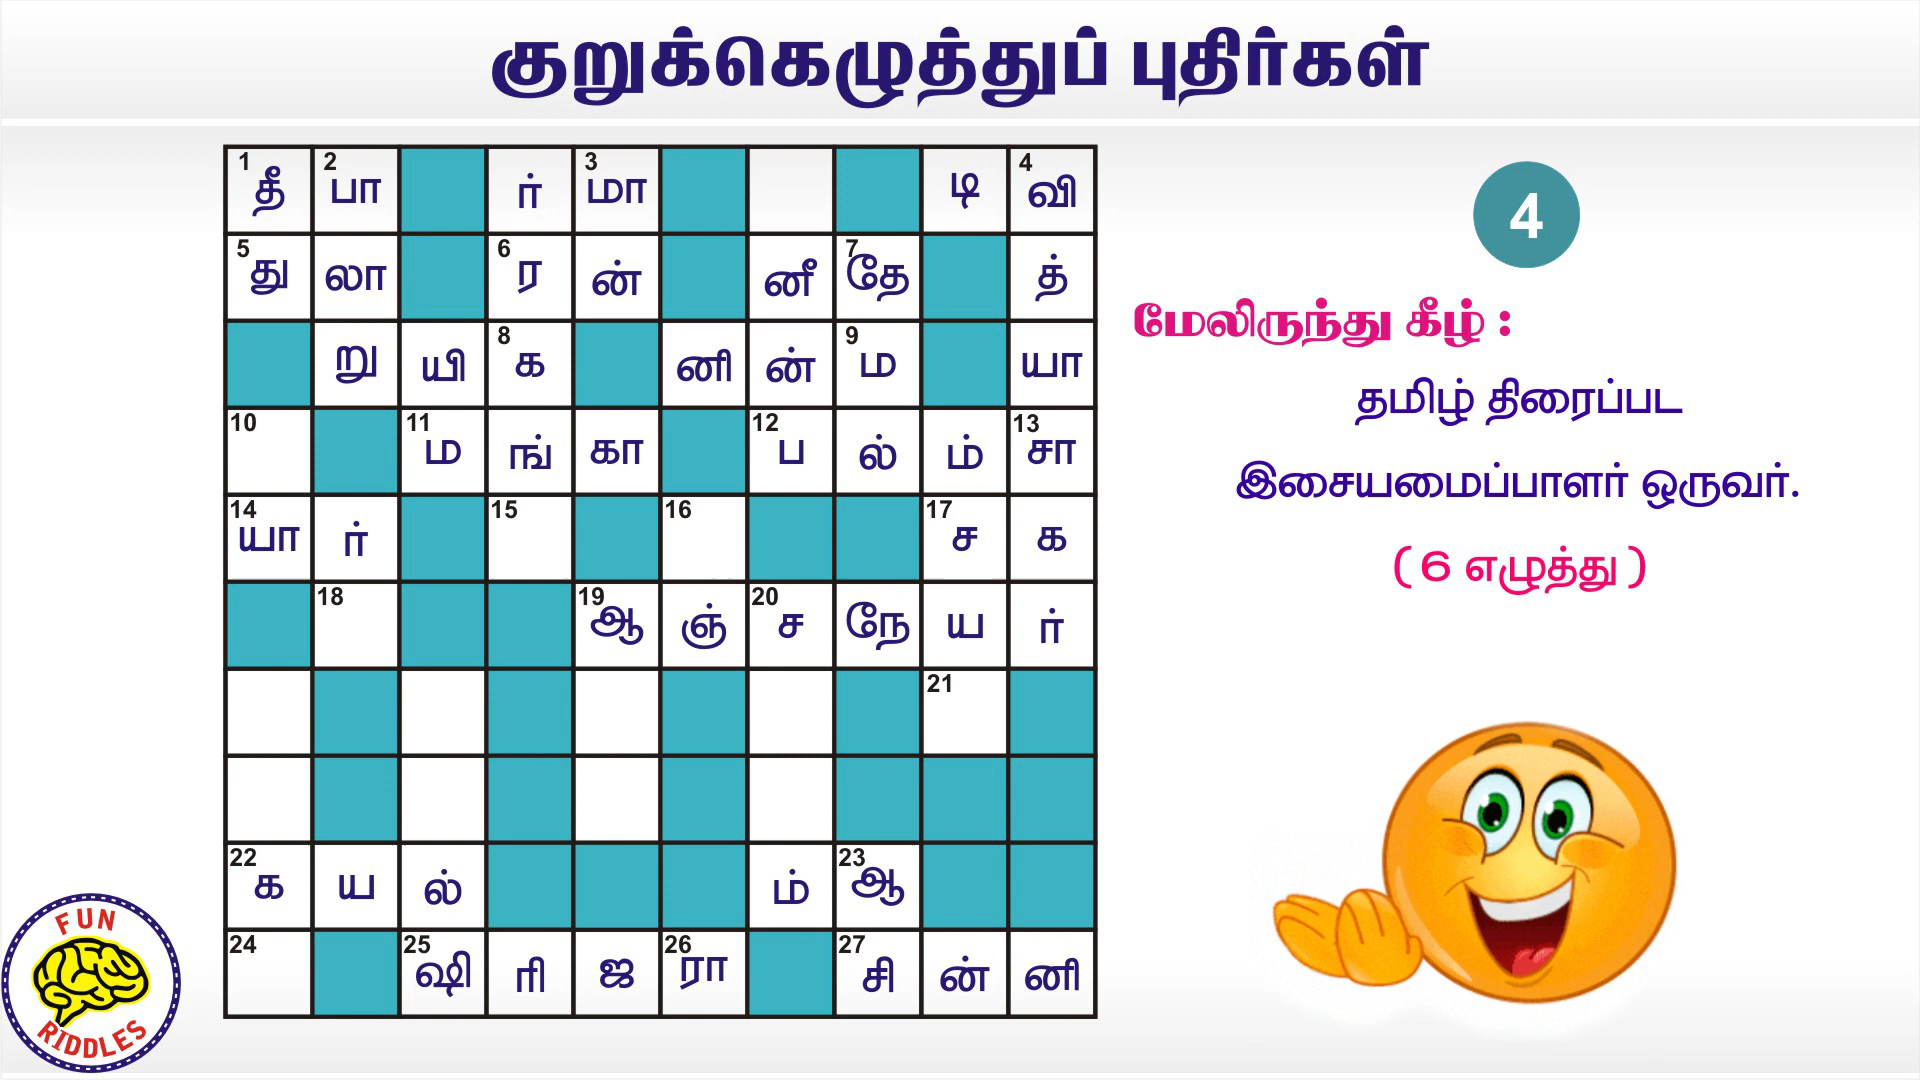 குறுக்கெழுத்துப் புதிர்கள்
1 தீ 2 பா ர் 3 மா டி 4 வி
5 து லா 6 ர ன் னீ 7 தே த்
று யி 8 க னி ன் 9 ம யா
10 11 ம ங் கா 12 ப ல் ம் 13 சா
14 யா ர் 15 16 17 ச க
18 19 ஆ ஞ் 20 ச நே ய ர்
21
22 க ய ல் ம் 23 ஆ
24 25 ஷி ரி ஜ 26 ரா 27 சி ன் னி
4
மேலிருந்து கீழ் :
தமிழ் திரைப்பட
இசையமைப்பாளர் ஒருவர்.
( 6 எழுத்து )
FUN
RIDDLES